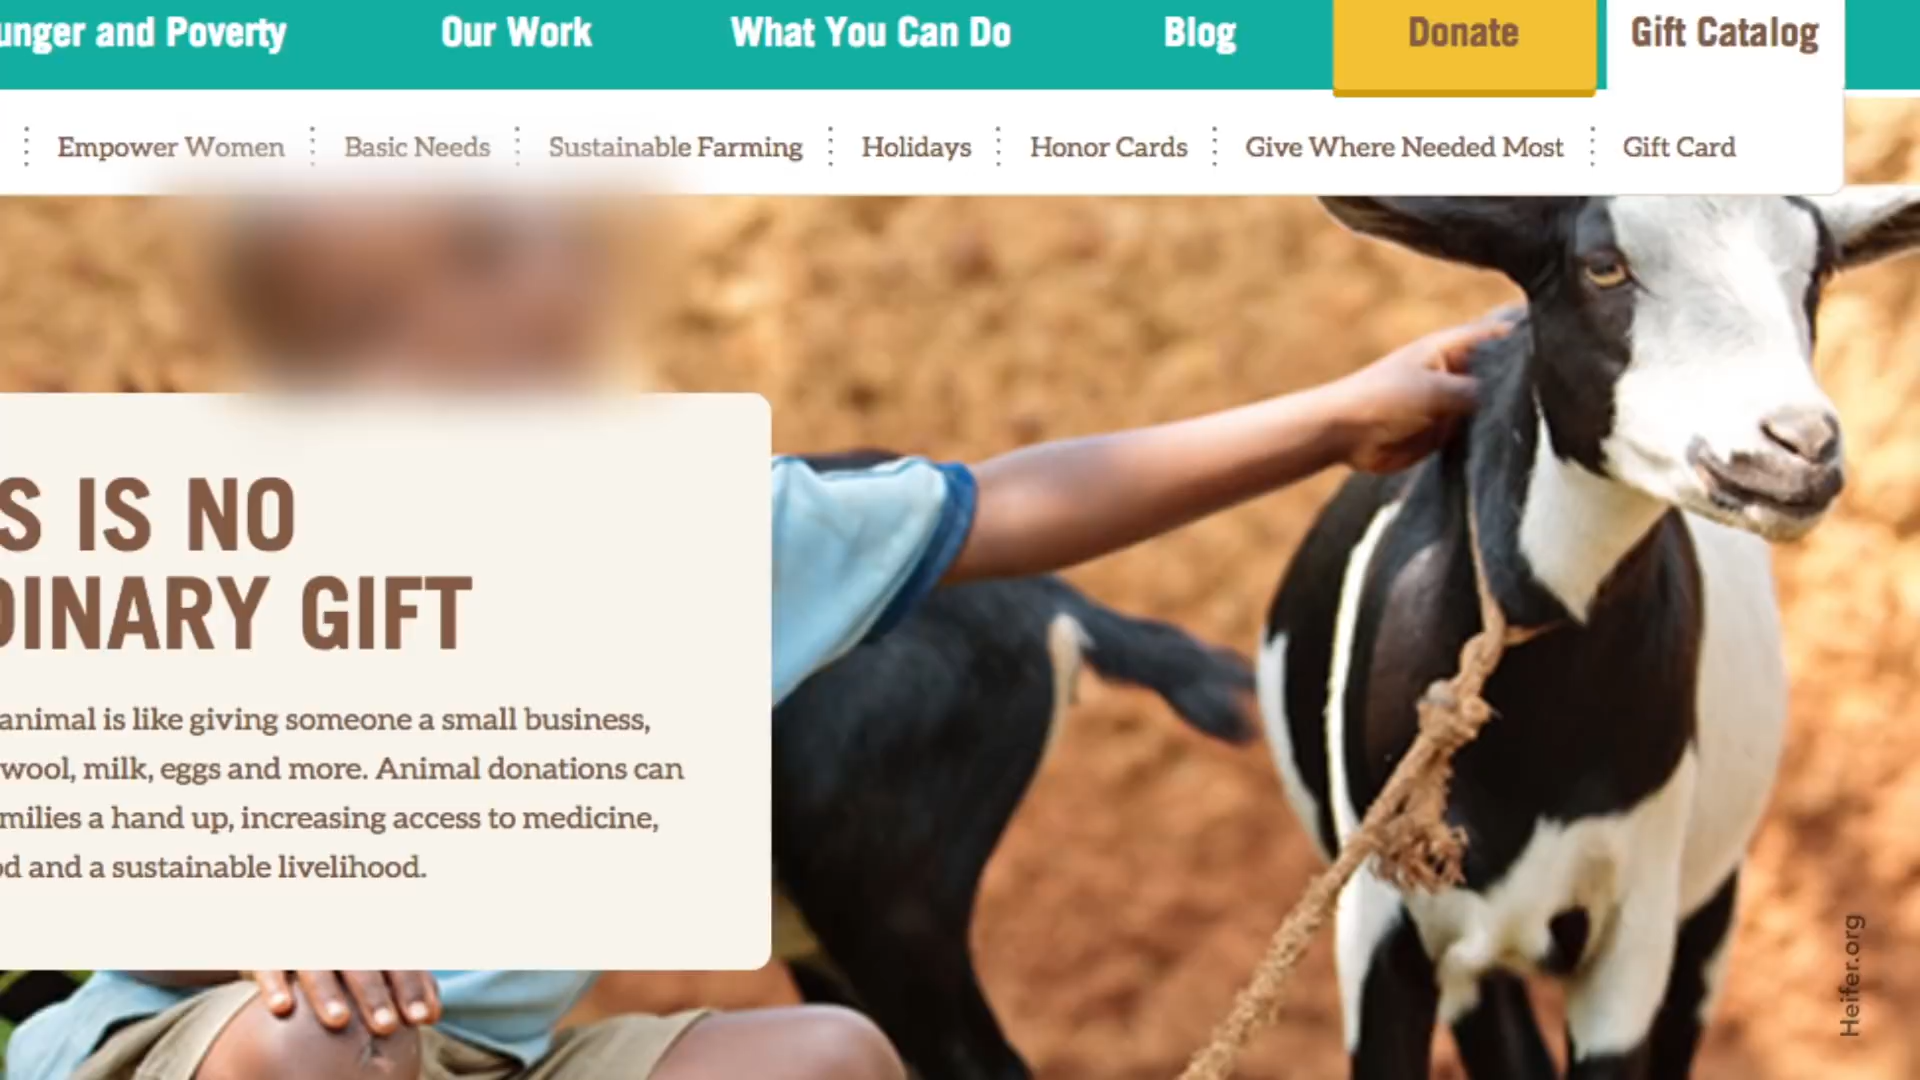 unger and Poverty
Our Work
What You Can Do
Blog
Donate
Gift Catalog
Empower Women
Basic Needs
Sustainable Farming
Holidays
Honor Cards
Give Where Needed Most
Gift Card
S IS NO
DINARY GIFT
animal is like giving someone a small business,
wool, milk, eggs and more. Animal donations can
milies a hand up, increasing access to medicine,
od and a sustainable livelihood.
Heifer.org